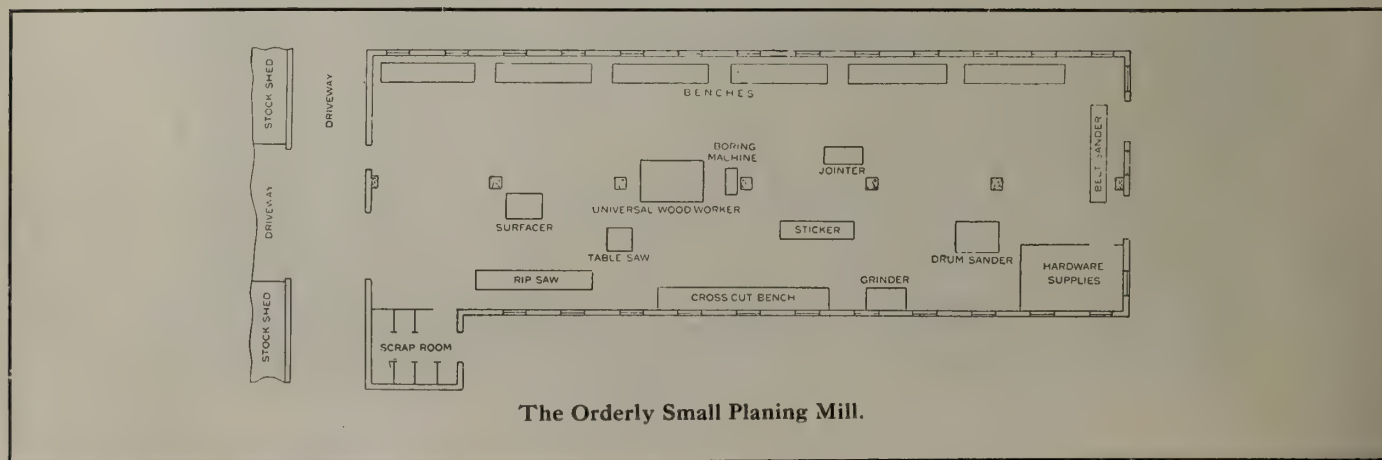 STOCK SHED
DRIVEWAY
BENCHES
BORING
MACHINE
JOINTER
BELT SANDER
DRIVEWAY
UNIVERSAL WOOD WORKER
SURFACER
STICKER
TABLE SAW
DRUM SANDER
HARDWARE
SUPPLIES
RIP SAW
GRINDER
CROSS CUT BENCH
STOCK SHED
SCRAP ROOM
The Orderly Small Planing Mill.